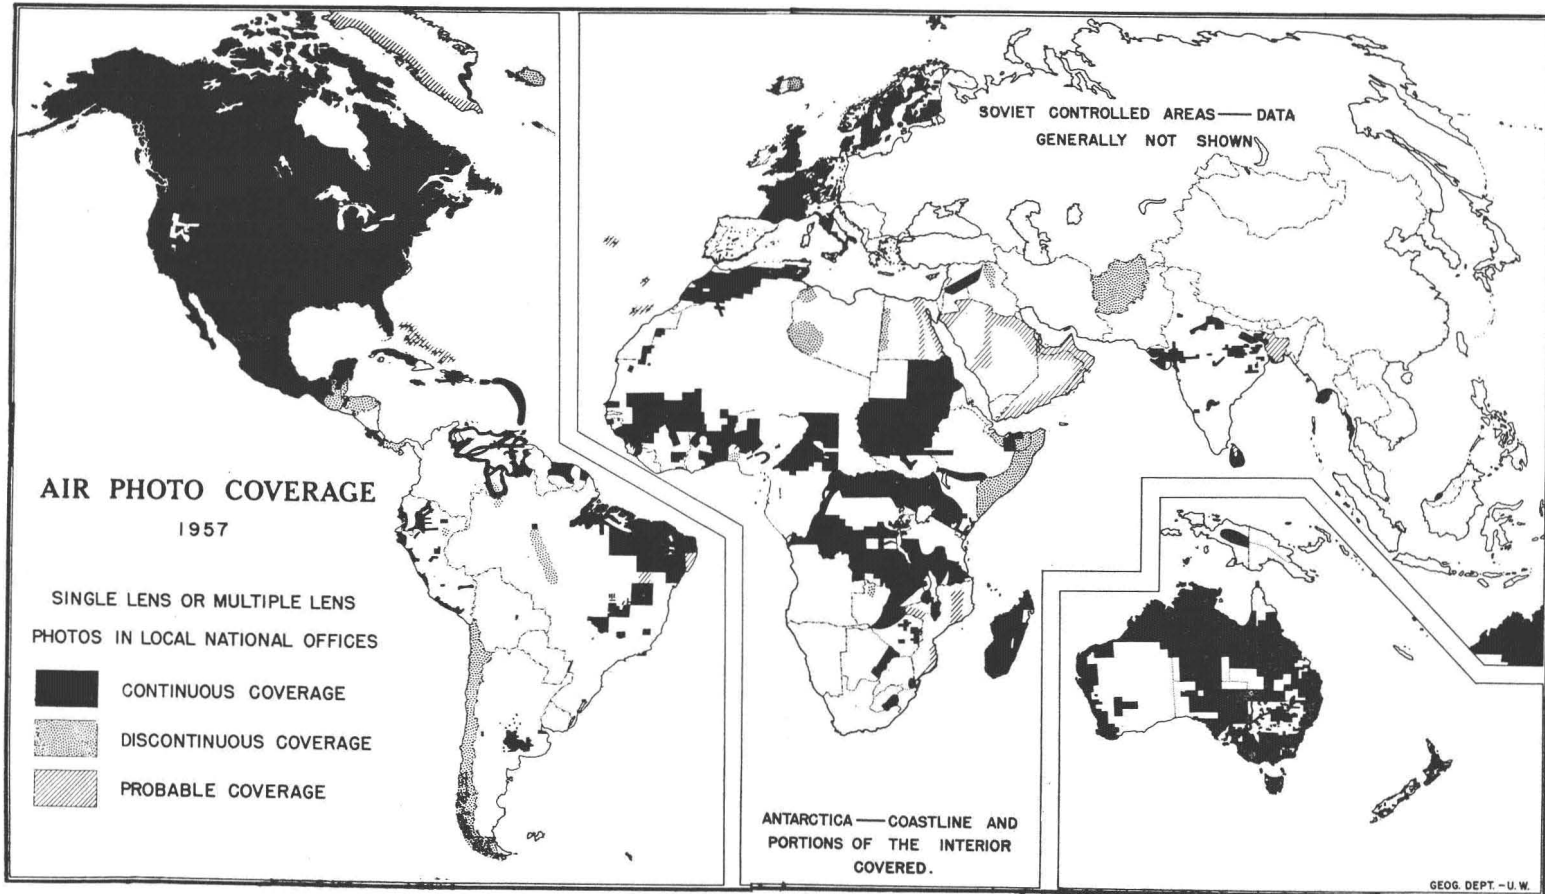 SOVIET CONTROLLED AREAS — DATA
GENERALLY NOT SHOWN
AIR PHOTO COVERAGE
1957
SINGLE LENS OR MULTIPLE LENS
PHOTOS IN LOCAL NATIONAL OFFICES
CONTINUOUS COVERAGE
DISCONTINUOUS COVERAGE
PROBABLE COVERAGE
ANTARCTICA — COASTLINE AND
PORTIONS OF THE INTERIOR
COVERED.
GEOG. DEPT. - U. W.